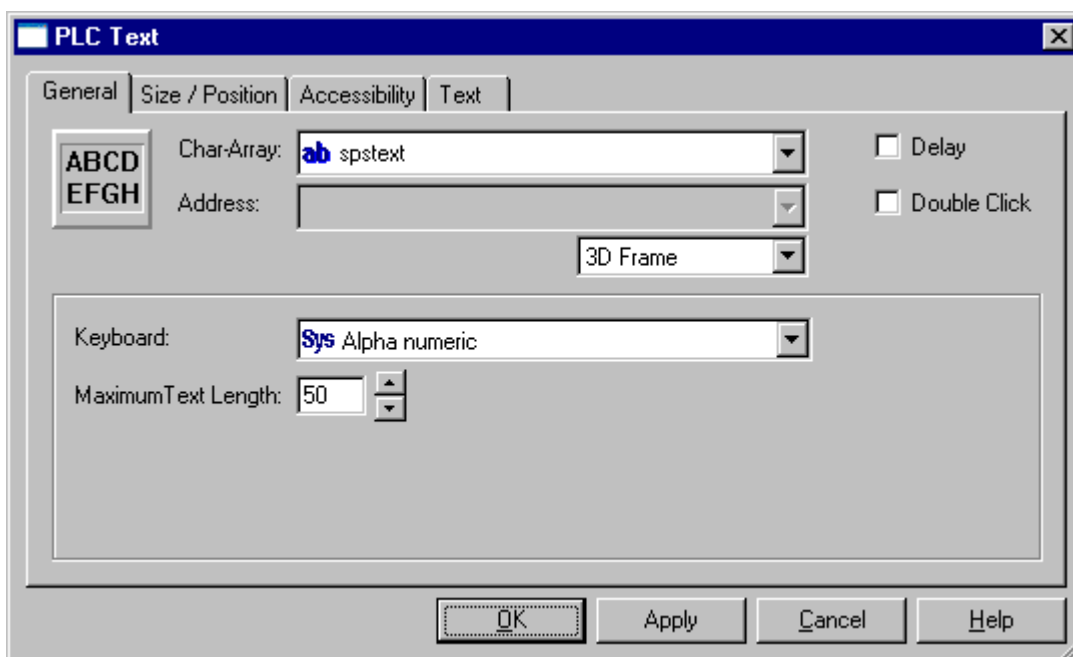 PLC Text
General Size / Position Accessibility Text
ABCD
EFGH
Char-Array: ab spstext
Delay
Address:
Double Click
3D Frame
Keyboard: Sys Alpha numeric
MaximumText Length: 50
OK Apply Cancel Help